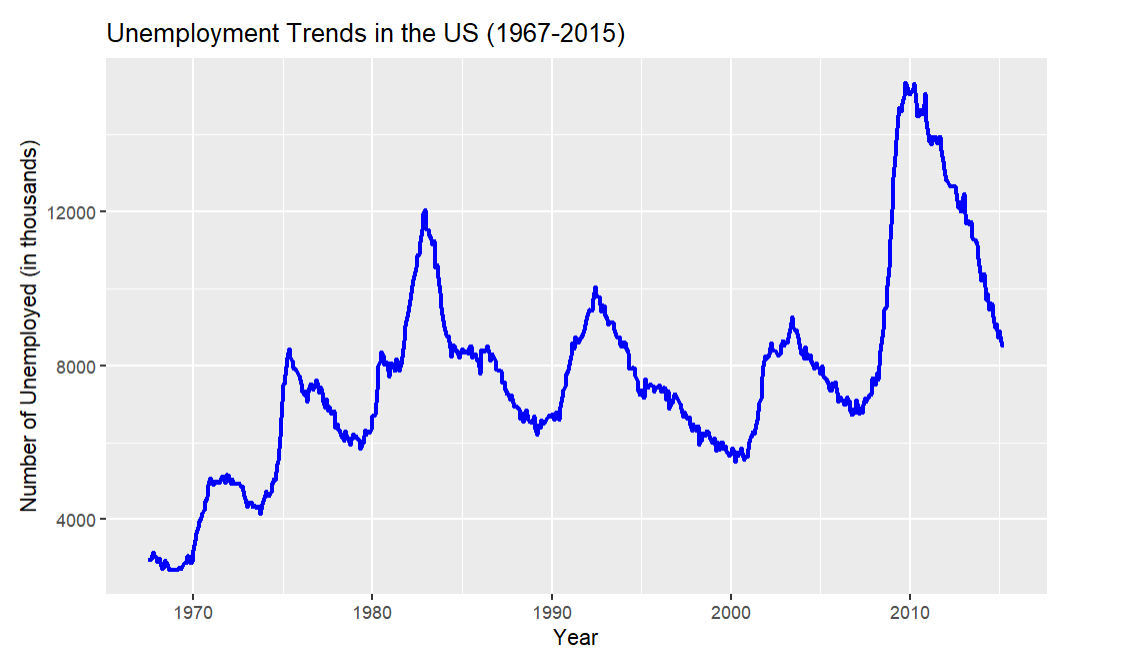 Unemployment Trends in the US (1967-2015)
Number of Unemployed (in thousands)
12000
8000
4000
1970 1980 1990 2000 2010
Year